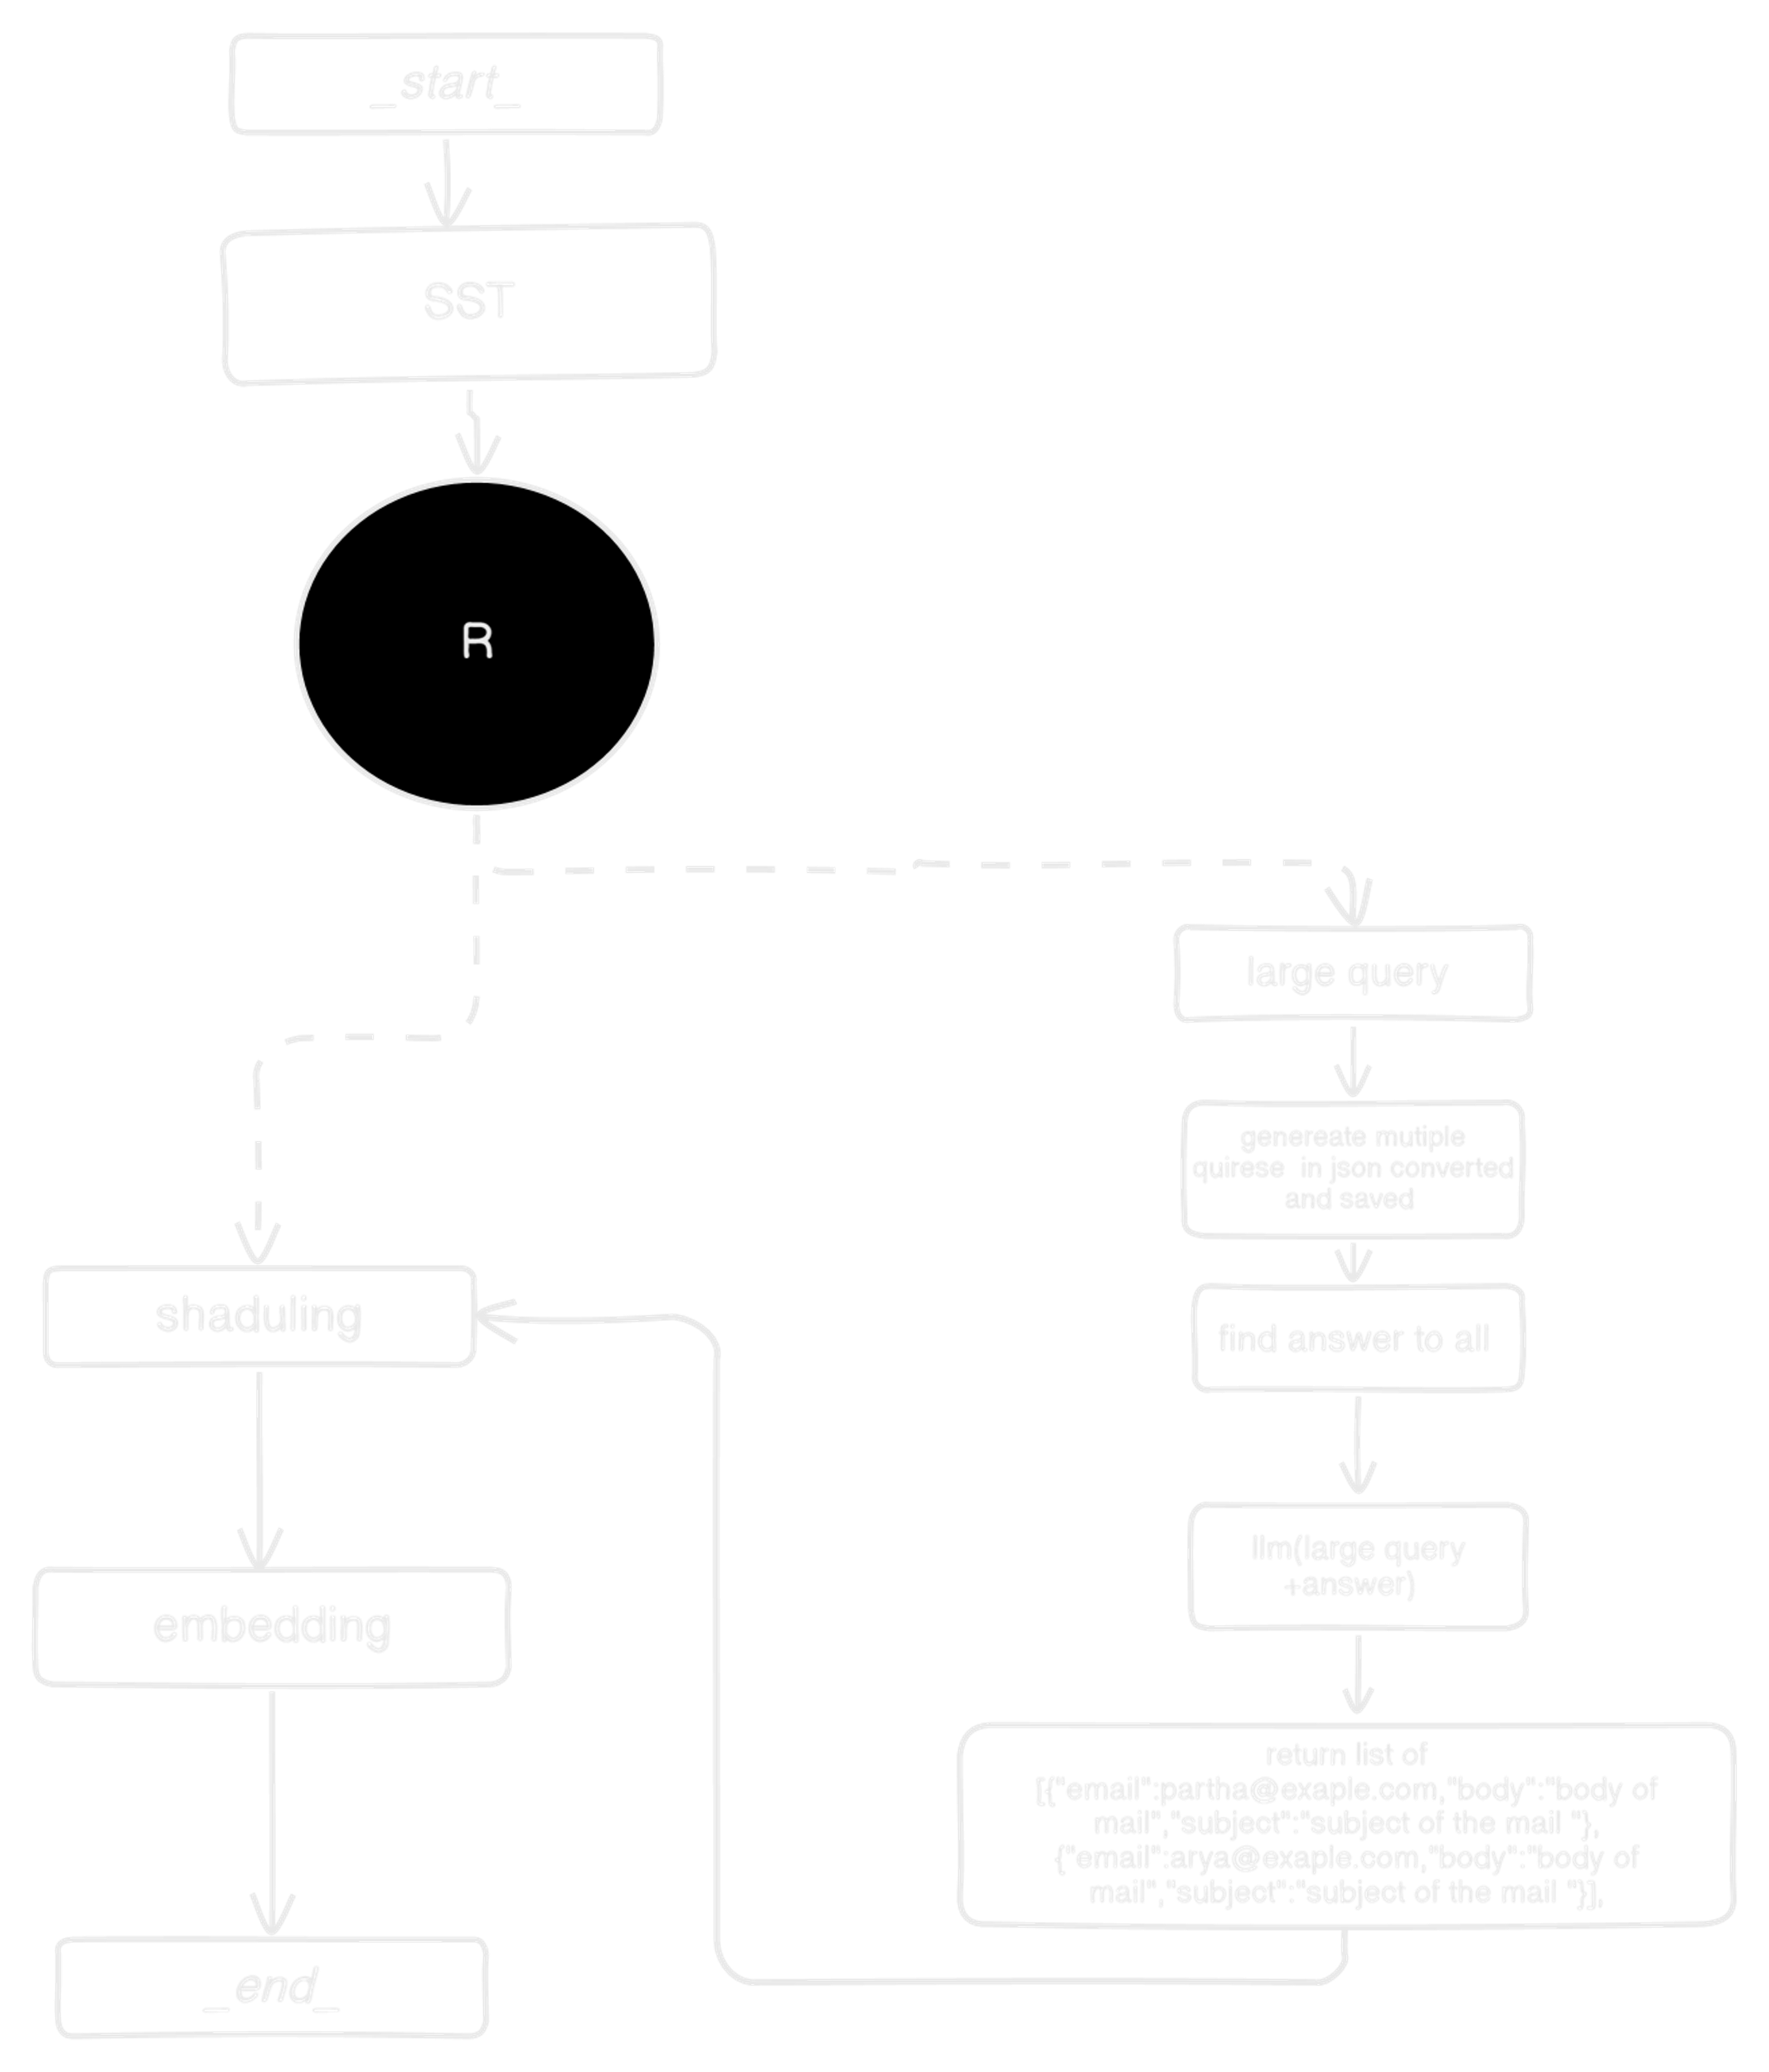 _start_
SST
R
large query
genereate mutiple
quirese in json converted
and saved
shaduling
find answer to all
llm(large query
+answer)
embedding
return list of
[{"email":partha@exaple.com,"body":"body of
mail","subject":"subject of the mail "},
{"email":arya@exaple.com,"body":"body of
mail","subject":"subject of the mail "}],
_end_